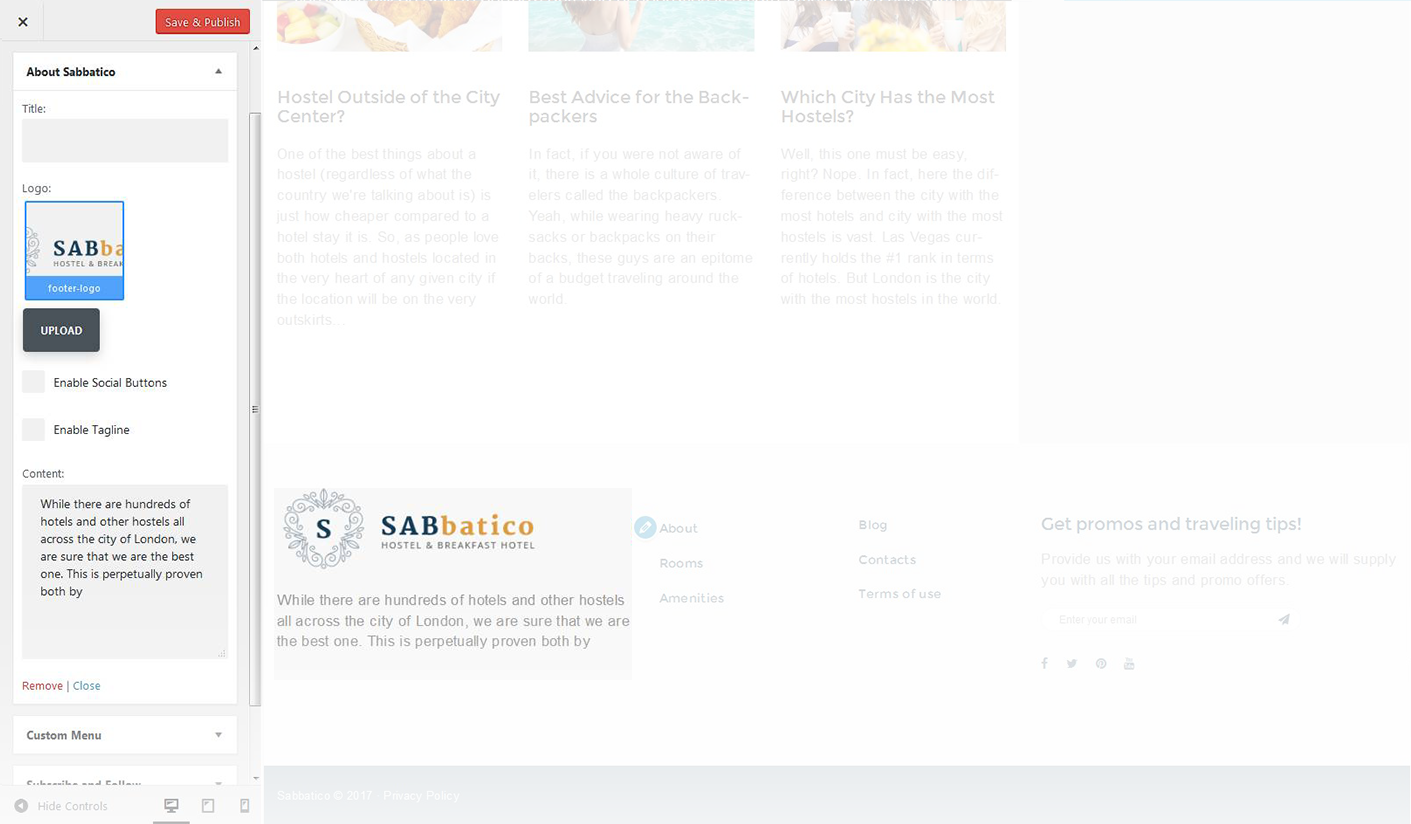 Save & Publish
About Sabbatico
Title:
Logo:
SABba
HOSTEL & BREAK
footer-logo
UPLOAD
Enable Social Buttons
Enable Tagline
Content:
While there are hundreds of
hotels and other hostels all
across the city of London, we
are sure that we are the best
one. This is perpetually proven
both by
Remove | Close
Custom Menu
Subscribe and Follow
Hide Controls
Hostel Outside of the City
Center?
One of the best things about a
hostel (regardless of what the
country we're talking about is) is
just how cheaper compared to a
hotel stay it is. So, as people love
both hotels and hostels located in
the very heart of any given city if
the location will be on the very
outskirts...
Best Advice for the Back-
packers
In fact, if you were not aware of
it, there is a whole culture of trav-
elers called the backpackers.
Yeah, while wearing heavy ruck-
sacks or backpacks on their
backs, these guys are an epitome
of a budget traveling around the
world.
Which City Has the Most
Hostels?
Well, this one must be easy,
right? Nope. In fact, here the dif-
ference between the city with the
most hotels and city with the most
hostels is vast. Las Vegas cur-
rently holds the #1 rank in terms
of hotels. But London is the city
with the most hostels in the world.
S
SABbatico
HOSTEL & BREAKFAST HOTEL
While there are hundreds of hotels and other hostels
all across the city of London, we are sure that we are
the best one. This is perpetually proven both by
About
Rooms
Amenities
Blog
Contacts
Terms of use
Get promos and traveling tips!
Provide us with your email address and we will supply
you with all the tips and promo offers.
Enter your email
Sabbatico © 2017 Privacy Policy